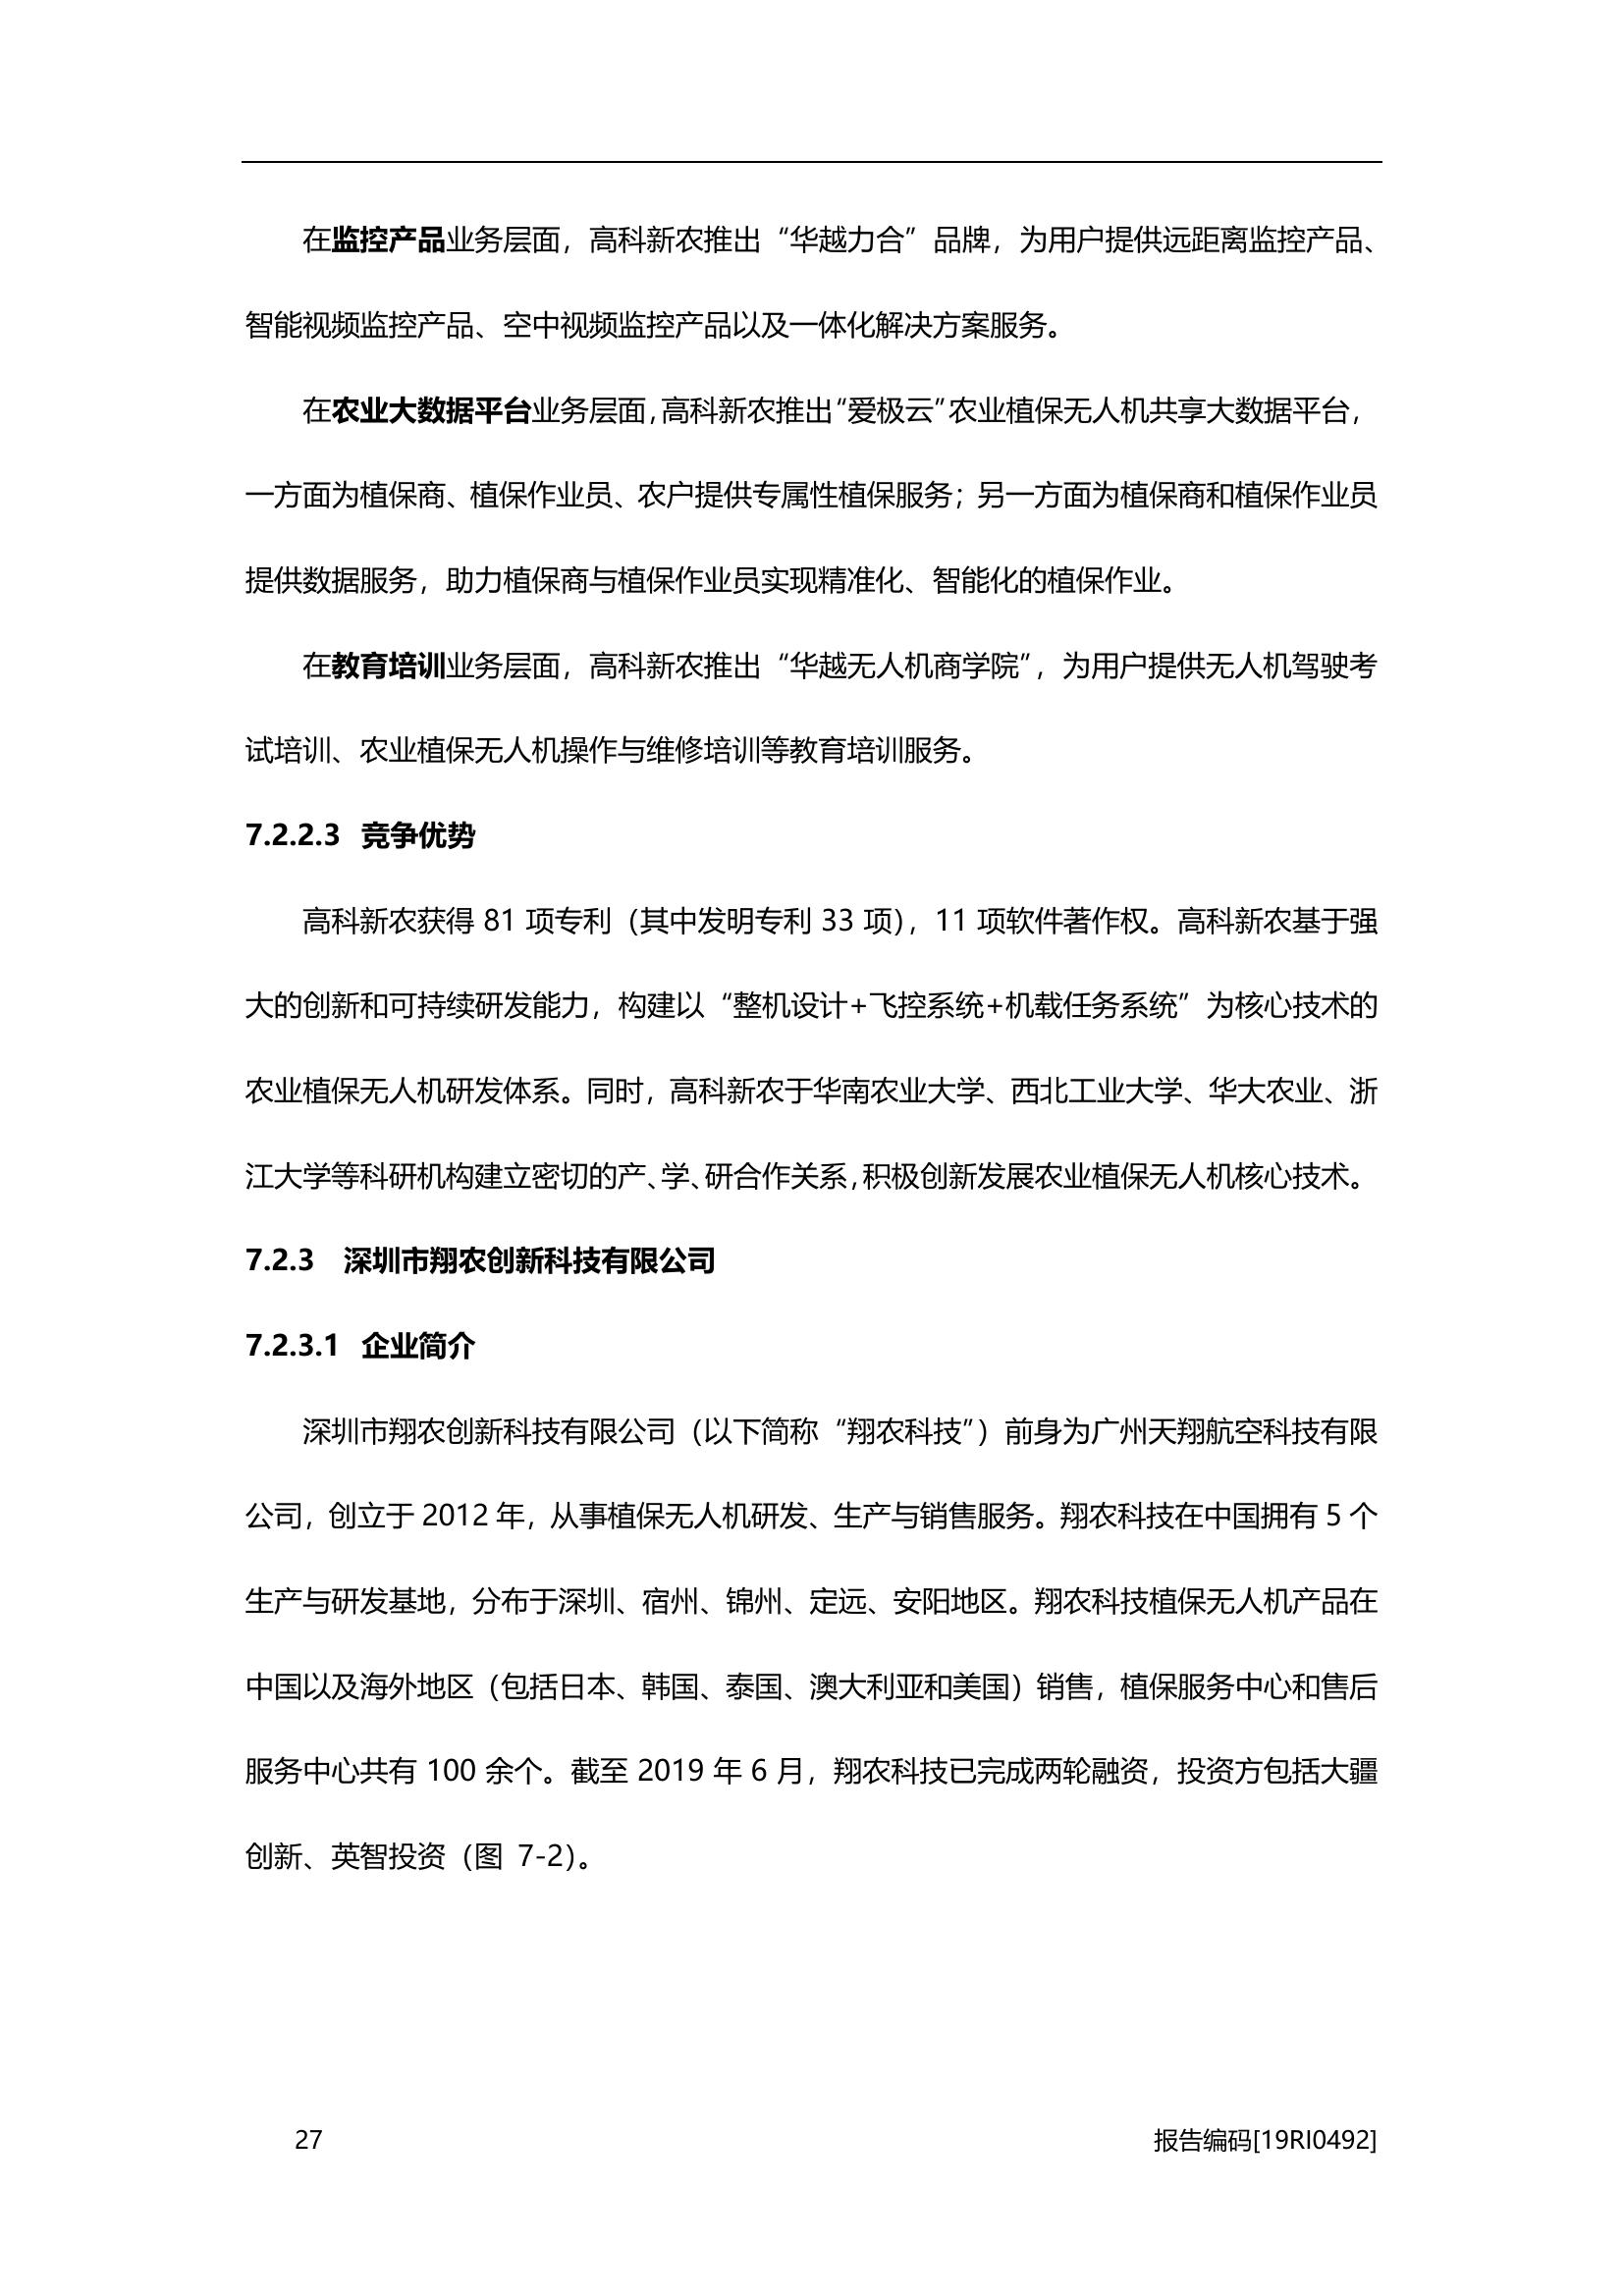 在监控产品业务层面，高科新农推出“华越力合”品牌，为用户提供远距离监控产品、
智能视频监控产品、空中视频监控产品以及一体化解决方案服务。
在农业大数据平台业务层面，高科新农推出“爱极云”农业植保无人机共享大数据平台，
一方面为植保商、植保作业员、农户提供专属性植保服务；另一方面为植保商和植保作业员
提供数据服务，助力植保商与植保作业员实现精准化、智能化的植保作业。
在教育培训业务层面，高科新农推出“华越无人机商学院”，为用户提供无人机驾驶考
试培训、农业植保无人机操作与维修培训等教育培训服务。
7.2.2.3 竞争优势
高科新农获得 81 项专利（其中发明专利 33 项），11 项软件著作权。高科新农基于强
大的创新和可持续研发能力，构建以“整机设计+飞控系统+机载任务系统”为核心技术的
农业植保无人机研发体系。同时，高科新农于华南农业大学、西北工业大学、华大农业、浙
江大学等科研机构建立密切的产、学、研合作关系，积极创新发展农业植保无人机核心技术。
7.2.3 深圳市翔农创新科技有限公司
7.2.3.1 企业简介
深圳市翔农创新科技有限公司（以下简称“翔农科技”）前身为广州天翔航空科技有限
公司，创立于 2012 年，从事植保无人机研发、生产与销售服务。翔农科技在中国拥有 5 个
生产与研发基地，分布于深圳、宿州、锦州、定远、安阳地区。翔农科技植保无人机产品在
中国以及海外地区（包括日本、韩国、泰国、澳大利亚和美国）销售，植保服务中心和售后
服务中心共有 100 余个。截至 2019 年 6 月，翔农科技已完成两轮融资，投资方包括大疆
创新、英智投资（图 7-2）。
27 报告编码[19RI0492]